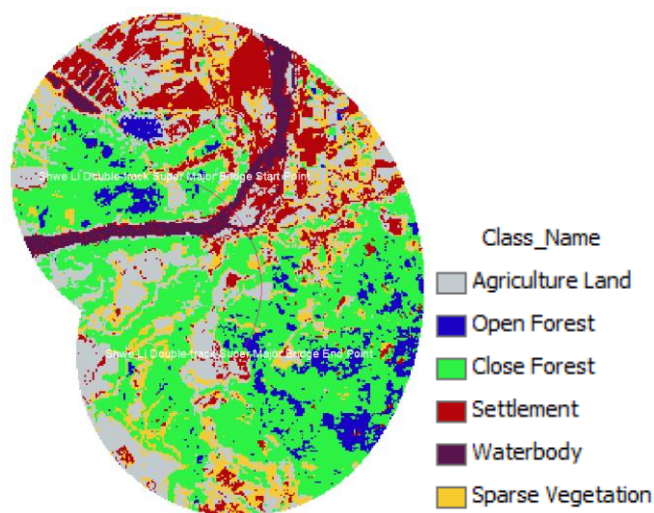 Shwe Li Double-track Super Major Bridge Start Point
Shwe Li Double-track Super Major Bridge End Point
Class_Name
Agriculture Land
Open Forest
Close Forest
Settlement
Waterbody
Sparse Vegetation